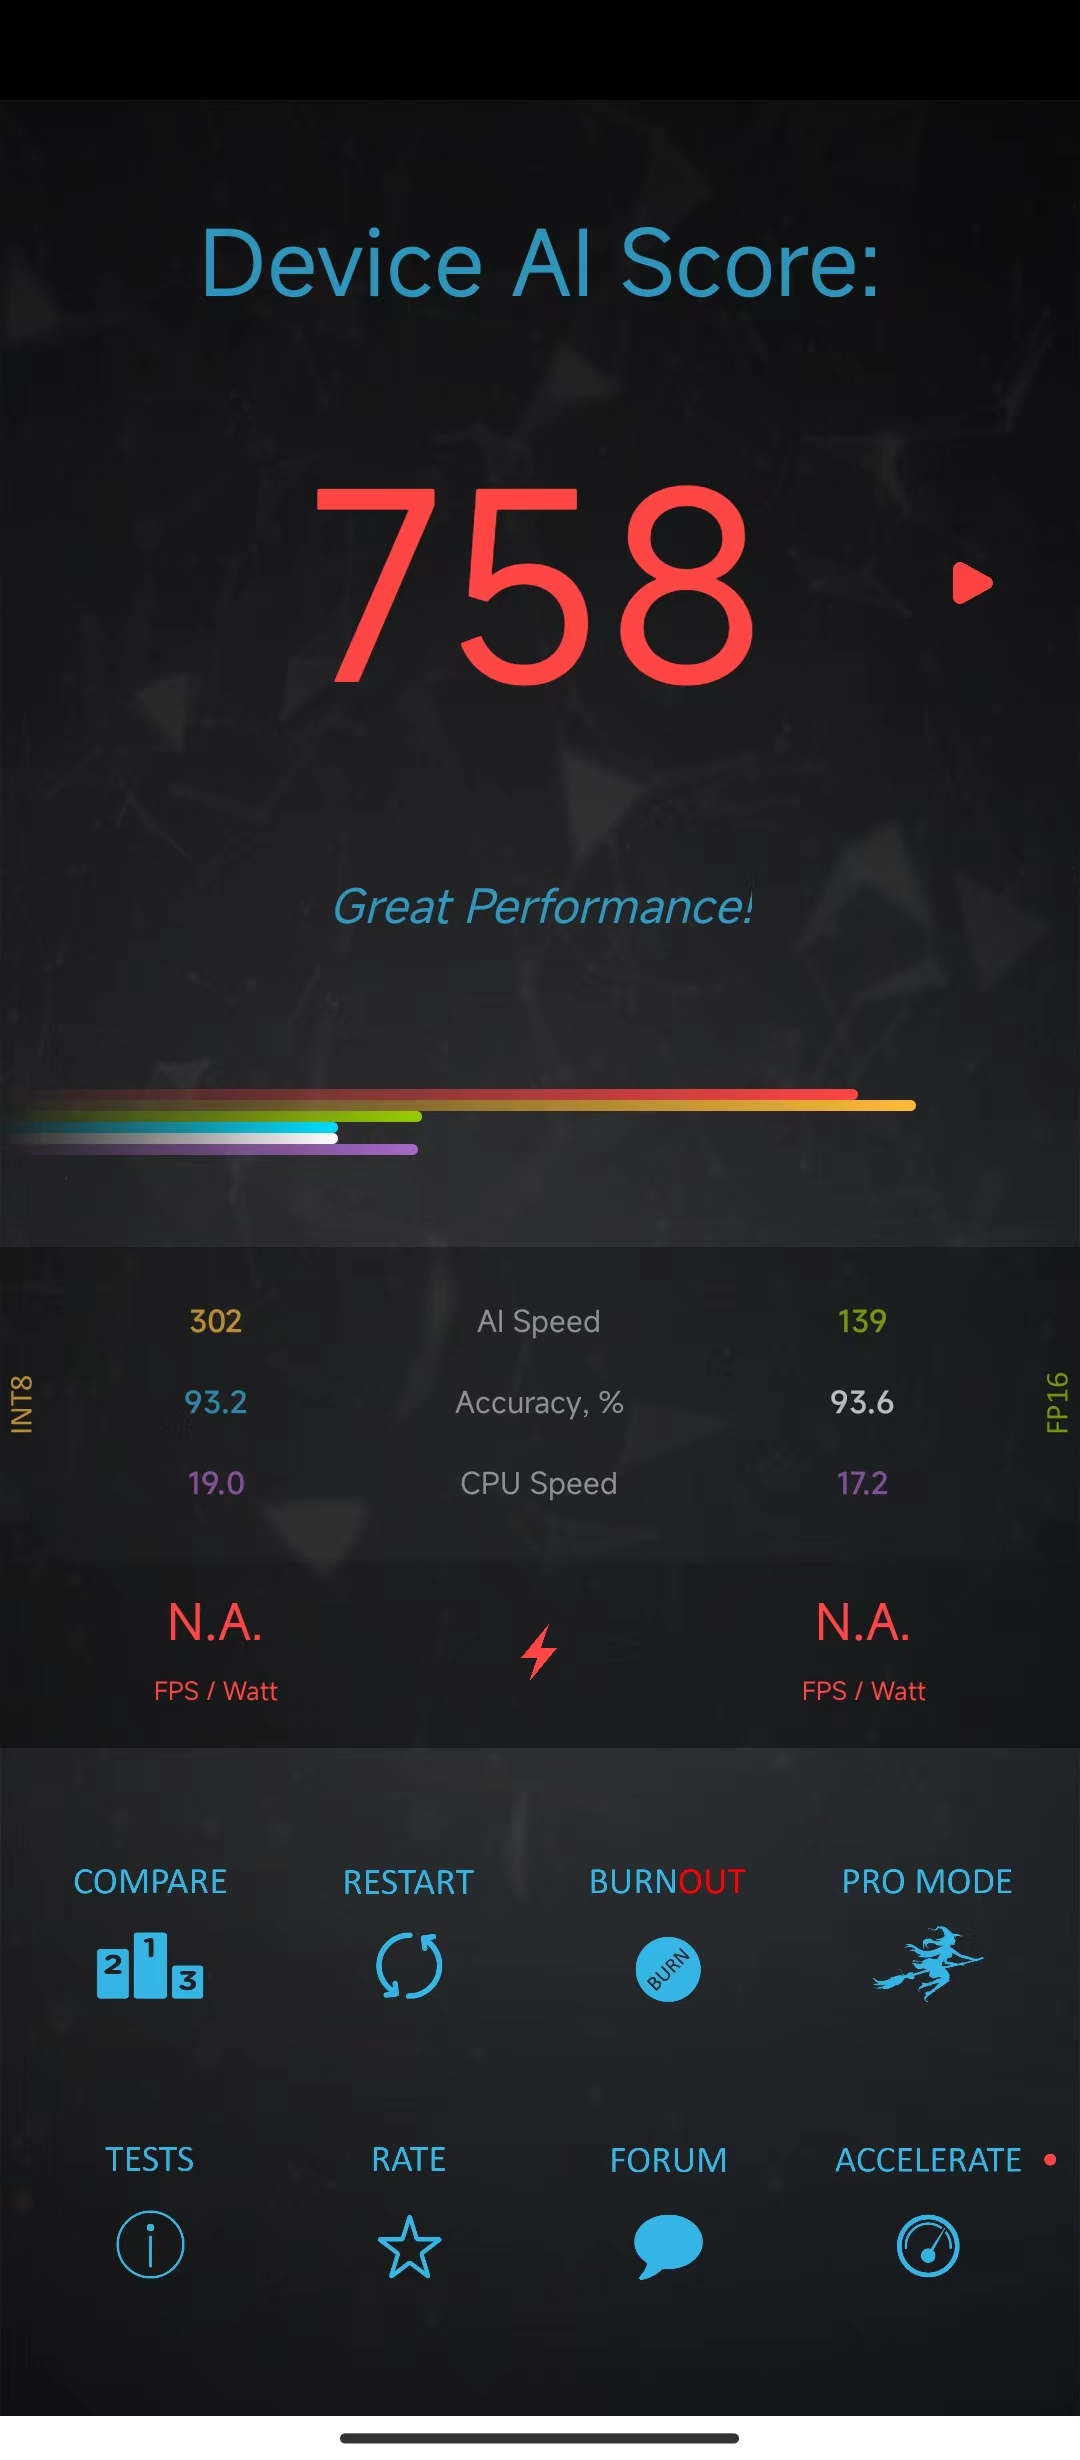 Device AI Score:
758
Great Performance!
INT8
302 AI Speed 139
93.2 Accuracy, % 93.6
19.0 CPU Speed 17.2
FP16
N.A. N.A.
FPS / Watt FPS / Watt
COMPARE RESTART BURNOUT PRO MODE
2 1 3 BURN
TESTS RATE FORUM ACCELERATE